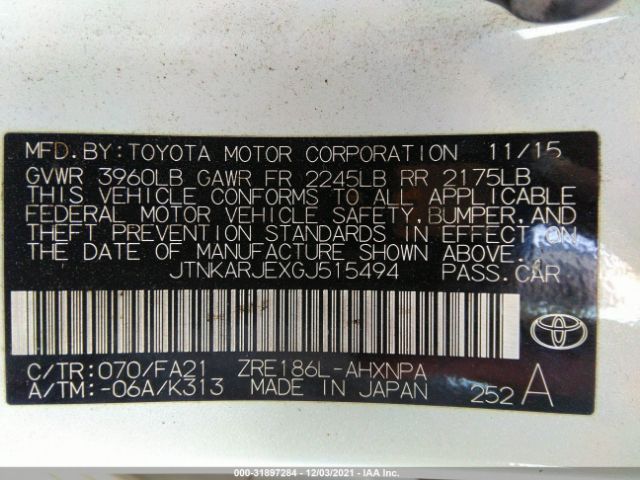 MFD.BY:TOYOTA MOTOR CORPORATION 11/15
GVWR 3960LB GAWR FR 2245LB RR 2175LB
THIS VEHICLE CONFORMS TO ALL APPLICABLE
FEDERAL MOTOR VEHICLE SAFETY,BUMPER,AND
THEFT PREVENTION STANDARDS IN EFFECT ON
THE DATE OF MANUFACTURE SHOWN ABOVE.
JTNKARJEXGJ515494 PASS.CAR
C/TR:070/FA21 ZRE186L-AHXNPA
A/TM:-06A/K313 MADE IN JAPAN 252A
000-31897284 - 12/03/2021 - IAA Inc.